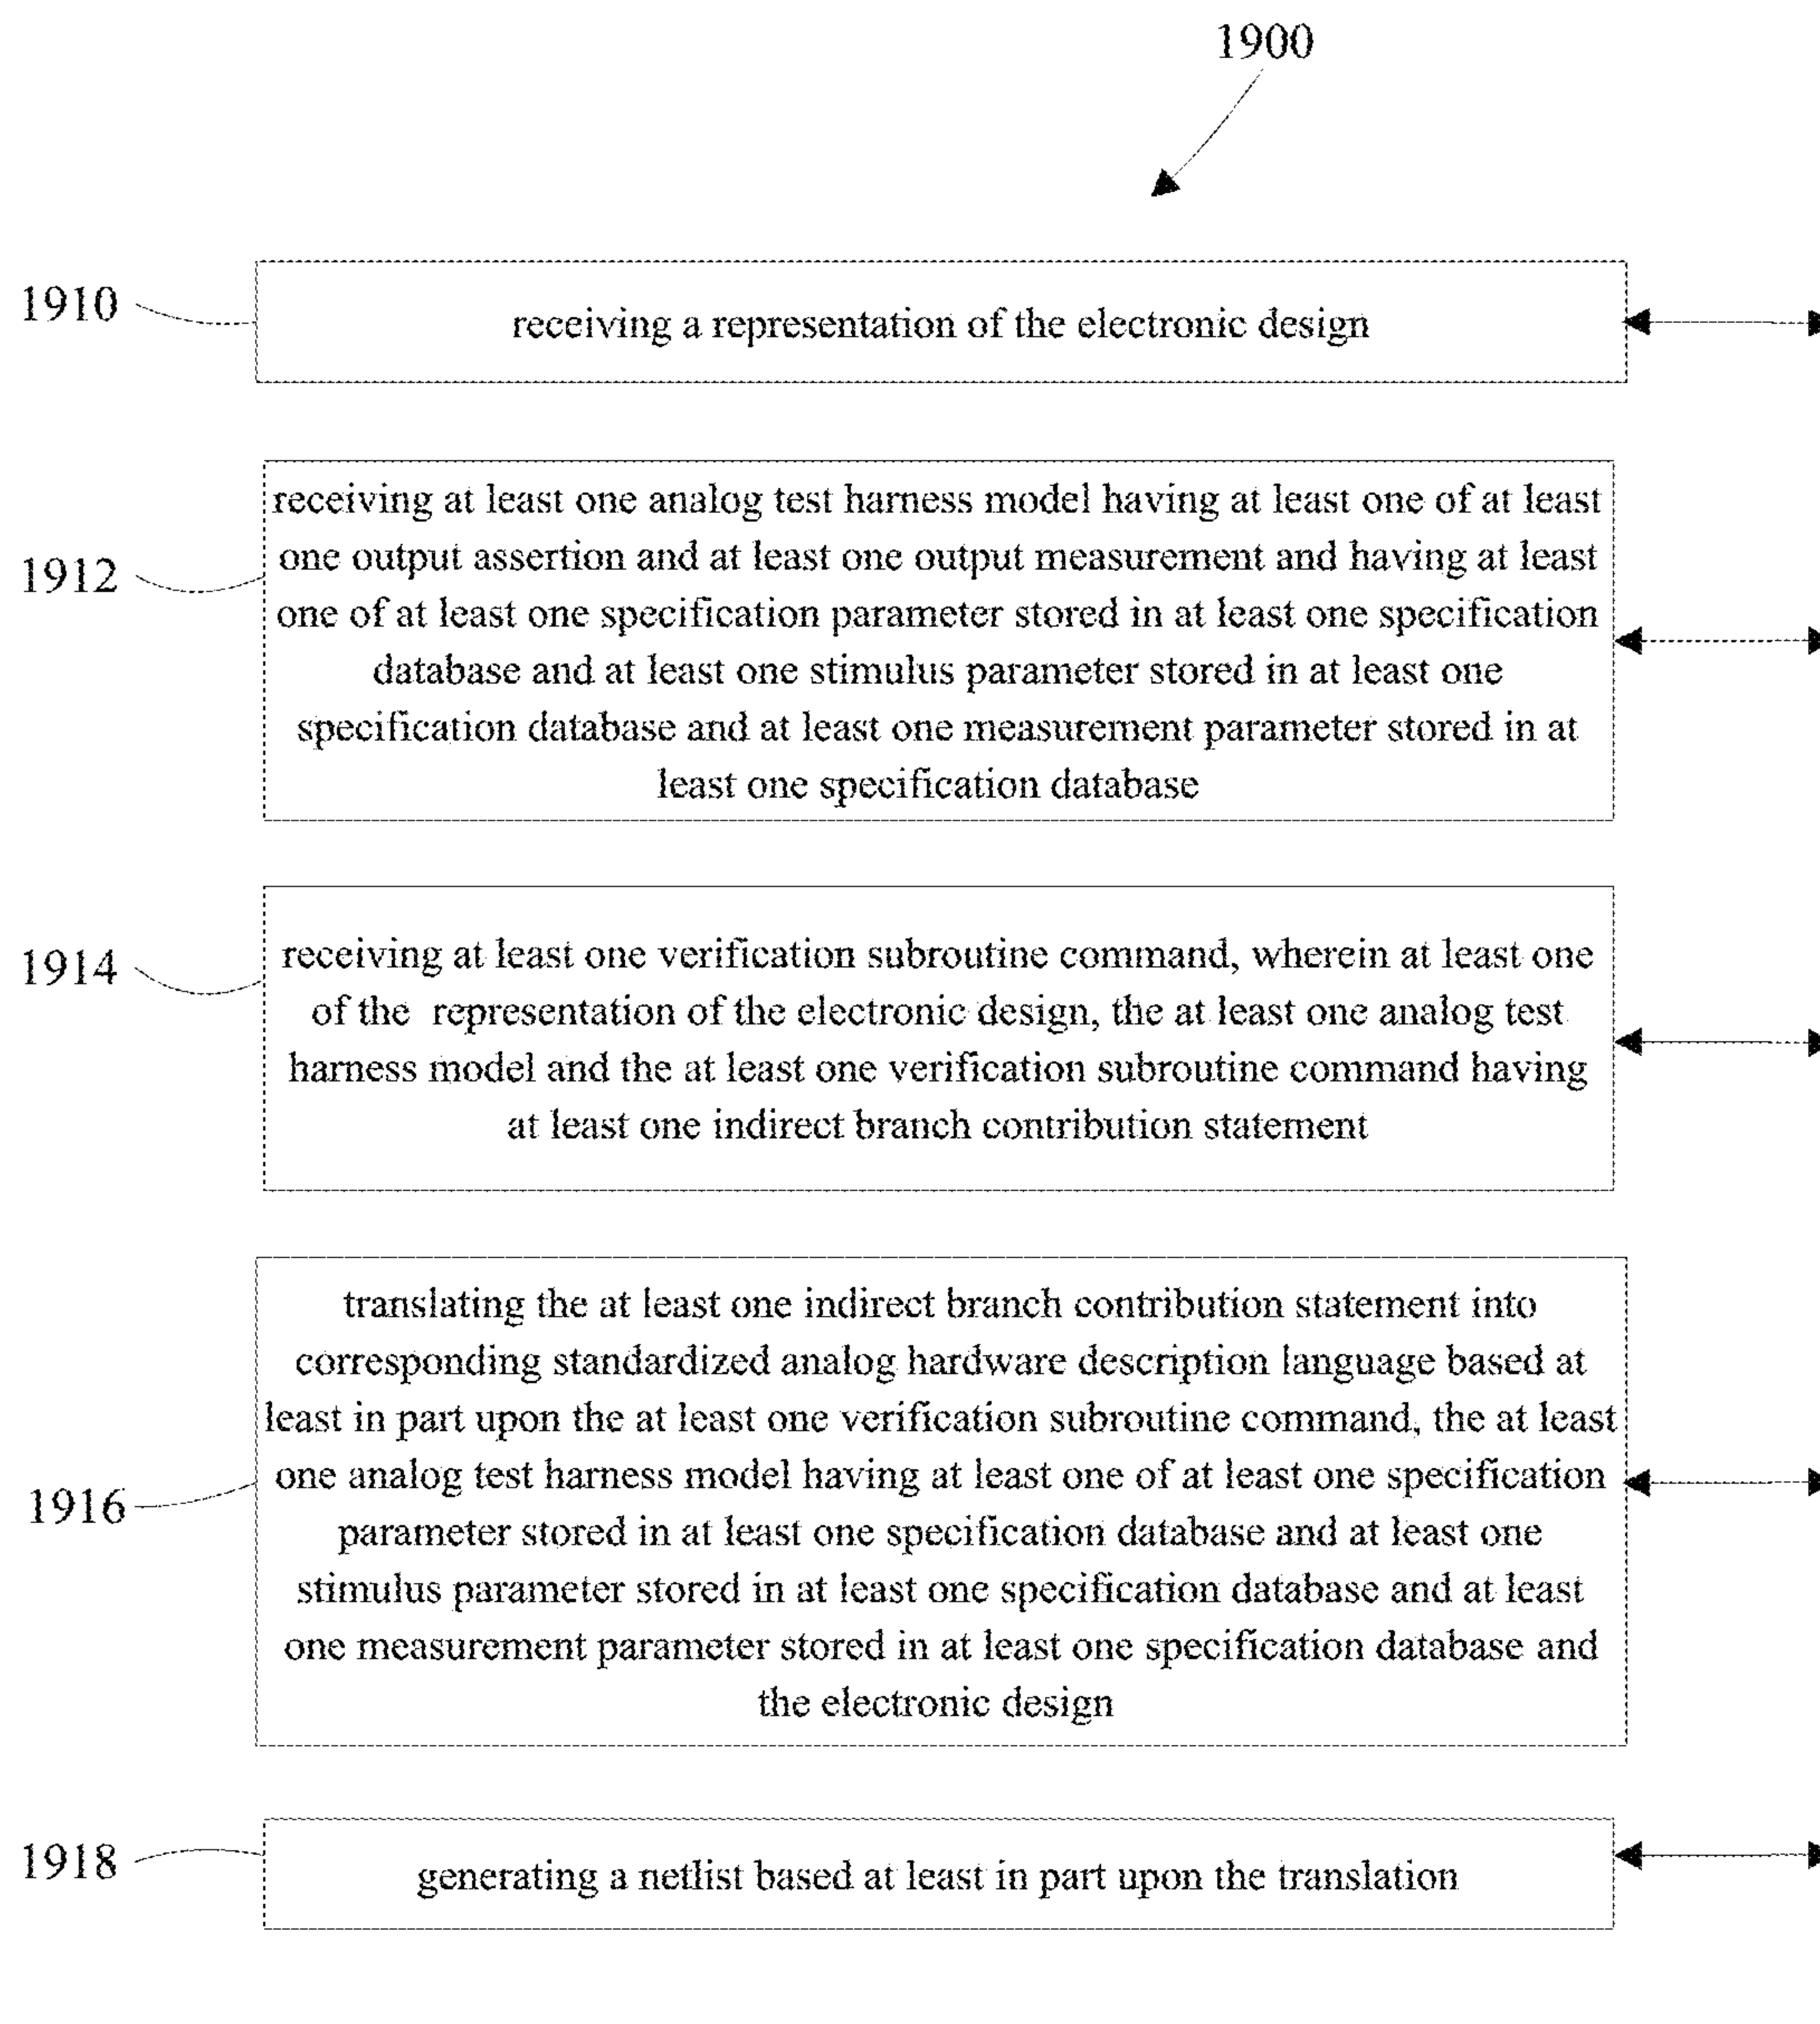 1900
1910
receiving a representation of the electronic design
1912
receiving at least one analog test harness model having at least one of at least
one output assertion and at least one output measurement and having at least
one of at least one specification parameter stored in at least one specification
database and at least one stimulus parameter stored in at least one
specification database and at least one measurement parameter stored in at
least one specification database
1914
receiving at least one verification subroutine command, wherein at least one
of the representation of the electronic design, the at least one analog test
harness model and the at least one verification subroutine command having
at least one indirect branch contribution statement
1916
translating the at least one indirect branch contribution statement into
corresponding standardized analog hardware description language based at
least in part upon the at least one verification subroutine command, the at least
one analog test harness model having at least one of at least one specification
parameter stored in at least one specification database and at least one
stimulus parameter stored in at least one specification database and at least
one measurement parameter stored in at least one specification database and
the electronic design
1918
generating a netlist based at least in part upon the translation